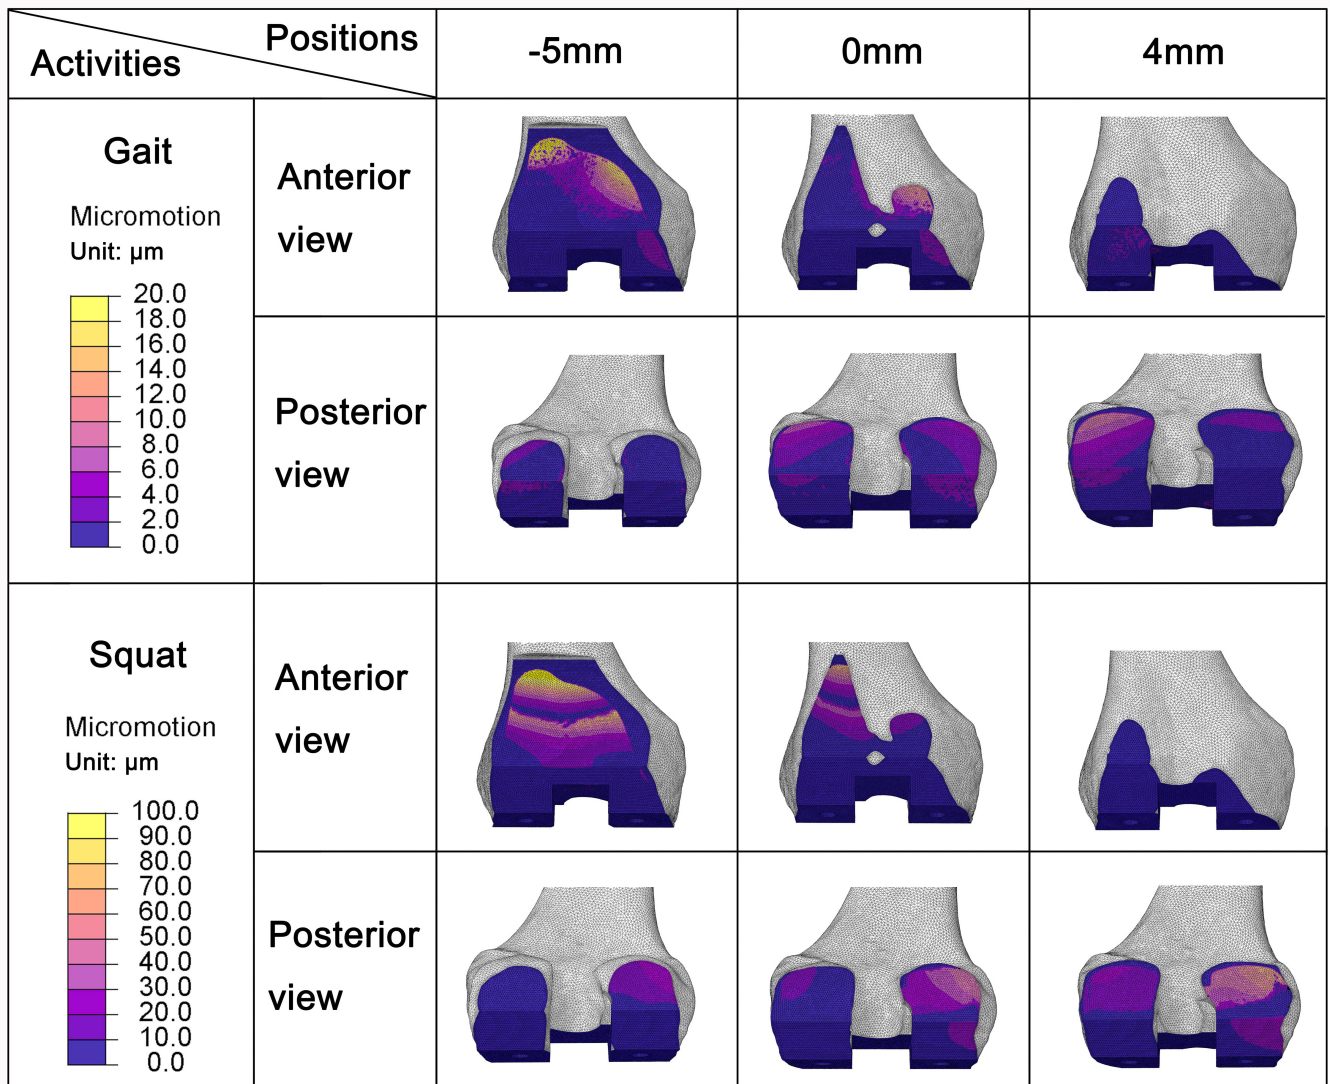 Positions
Activities
-5mm
0mm
4mm
Gait
Micromotion
Unit: µm
20.0
18.0
16.0
14.0
12.0
10.0
8.0
6.0
4.0
2.0
0.0
Anterior
view
Posterior
view
Squat
Micromotion
Unit: µm
100.0
90.0
80.0
70.0
60.0
50.0
40.0
30.0
20.0
10.0
0.0
Anterior
view
Posterior
view